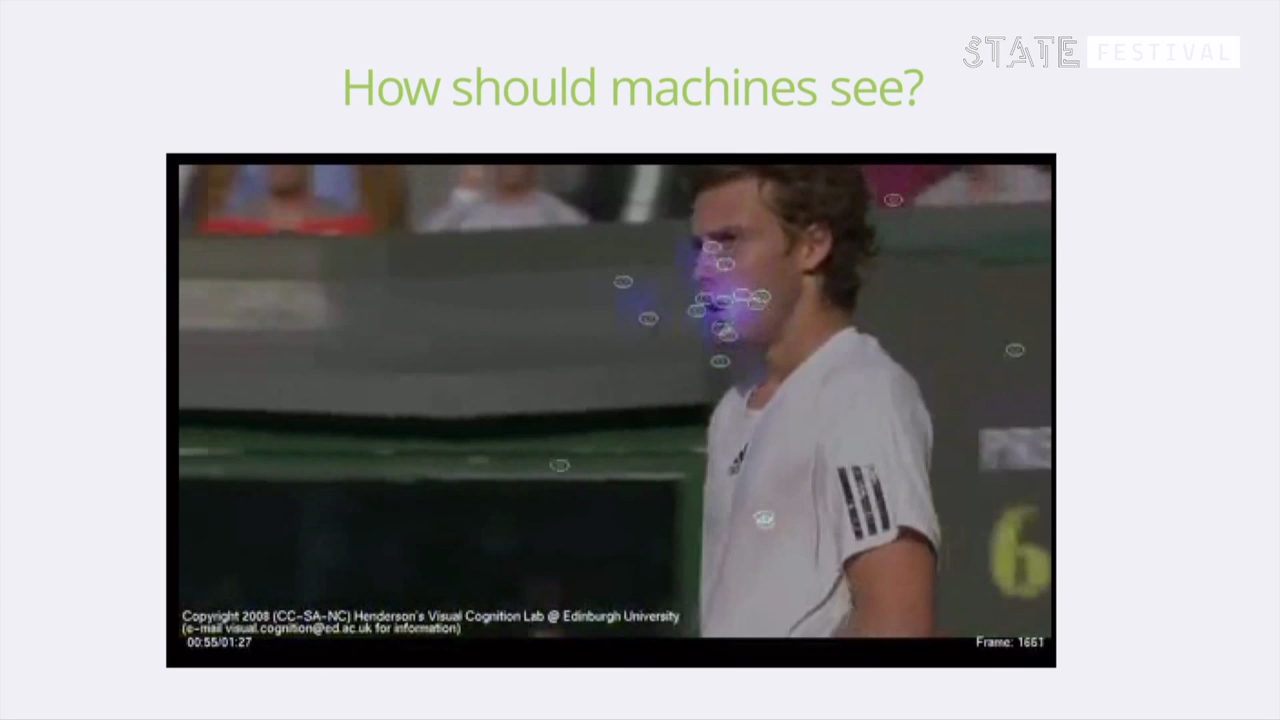 STATE FESTIVAL
How should machines see?
6
Copyright 2008 (CC-SA-NC) Henderson's Visual Cognition Lab @ Edinburgh University
(e-mail visual.cognition@ed.ac.uk for information)
00:55/01:27
Frame: 1661